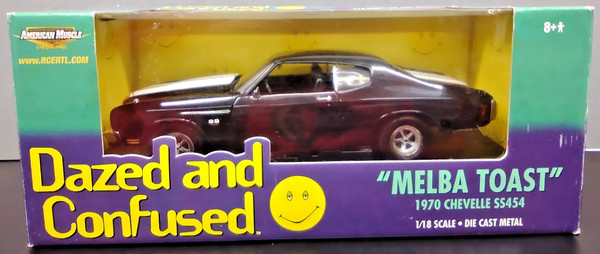 AMERICAN MUSCLE
WWW.RCERTL.COM
8+
SS
Dazed and
Confused
"MELBA TOAST"
1970 CHEVELLE SS454
1/18 SCALE • DIE CAST METAL